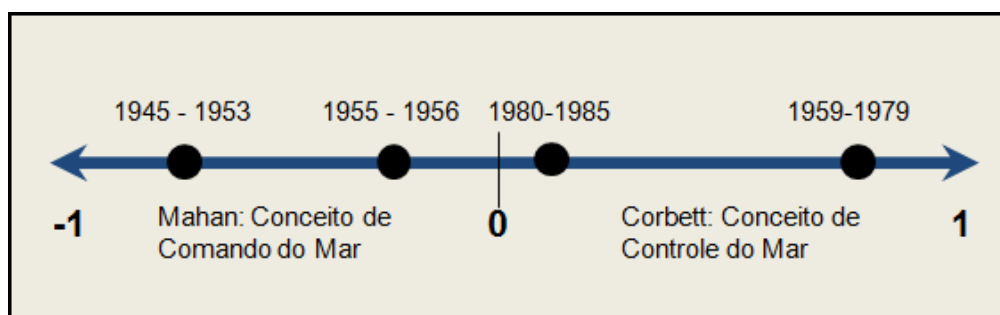 1945 - 1953 1955 - 1956 1980-1985 1959-1979
-1 Mahan: Conceito de 0 Corbett: Conceito de 1
Comando do Mar Controle do Mar